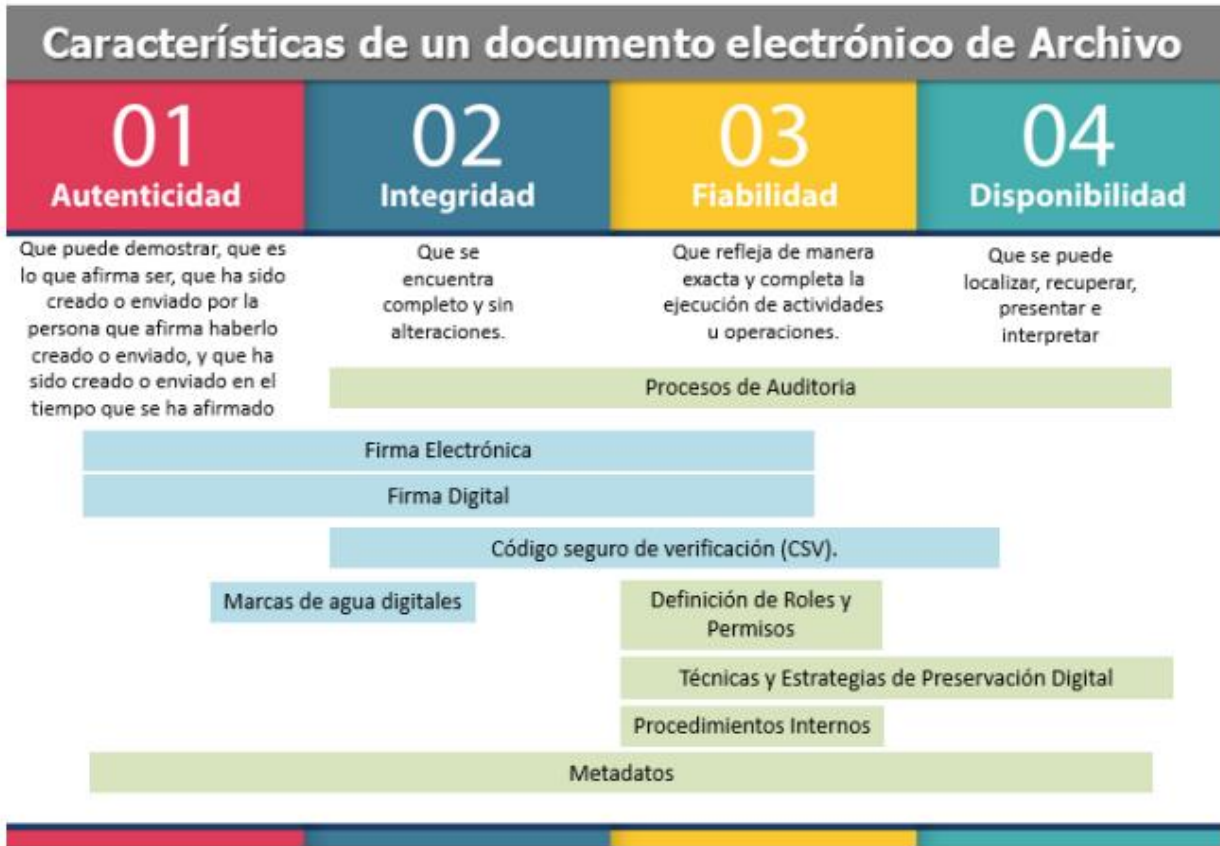 Características de un documento electrónico de Archivo
01
Autenticidad
02
Integridad
03
Fiabilidad
04
Disponibilidad
Que puede demostrar, que es
lo que afirma ser, que ha sido
creado o enviado por la
persona que afirma haberlo
creado o enviado, y que ha
sido creado o enviado en el
tiempo que se ha afirmado
Que se
encuentra
completo y sin
alteraciones.
Que refleja de manera
exacta y completa la
ejecución de actividades
u operaciones.
Que se puede
localizar, recuperar,
presentar e
interpretar
Procesos de Auditoria
Firma Electrónica
Firma Digital
Código seguro de verificación (CSV).
Marcas de agua digitales
Definición de Roles y
Permisos
Técnicas y Estrategias de Preservación Digital
Procedimientos Internos
Metadatos